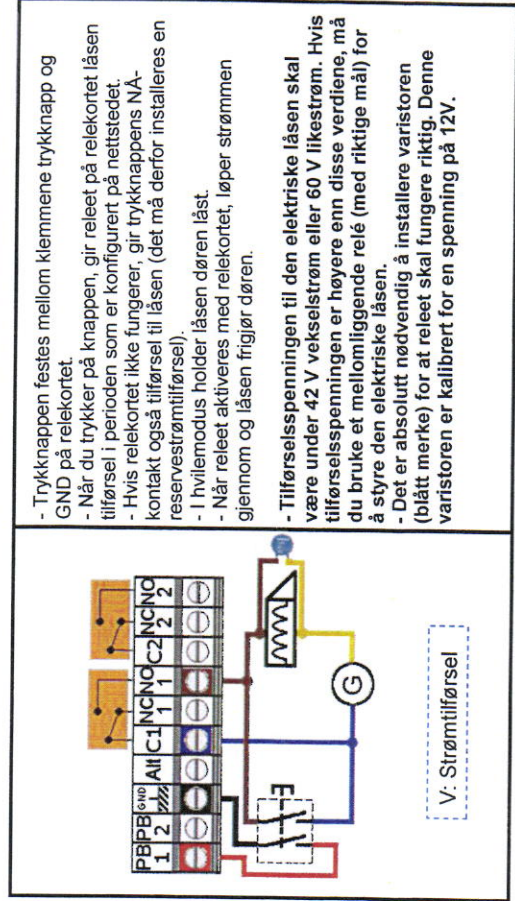 PB PB GND Alt C1 NC NO C2 NC NO
1 2 1 1 2 2
E
G
V: Strømtilførsel
- Trykknappen festes mellom klemmene trykknapp og
GND på relekortet.
- Når du trykker på knappen, gir releet på relekortet låsen
tilførsel i perioden som er konfigurert på nettstedet.
- Hvis relekortet ikke fungerer, gir trykknappens NÅ-
kontakt også tilførsel til låsen (det må derfor installeres en
reservestrømtilførsel).
- I hvilemodus holder låsen døren låst.
- Når releet aktiveres med relekortet, løper strømmen
gjennom og låsen frigjør døren.
- Tilførselsspenningen til den elektriske låsen skal
være under 42 V vekselstrøm eller 60 V likestrøm. Hvis
tilførselsspenningen er høyere enn disse verdiene, må
du bruke et mellomliggende relé (med riktige mål) for
å styre den elektriske låsen.
- Det er absolutt nødvendig å installere varistoren
(blått merke) for at releet skal fungere riktig. Denne
varistoren er kalibrert for en spenning på 12V.